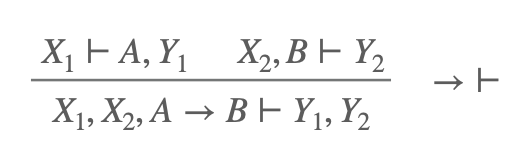 X₁ ⊢ A, Y₁  X₂, B ⊢ Y₂
→ ⊢
X₁, X₂, A → B ⊢ Y₁, Y₂